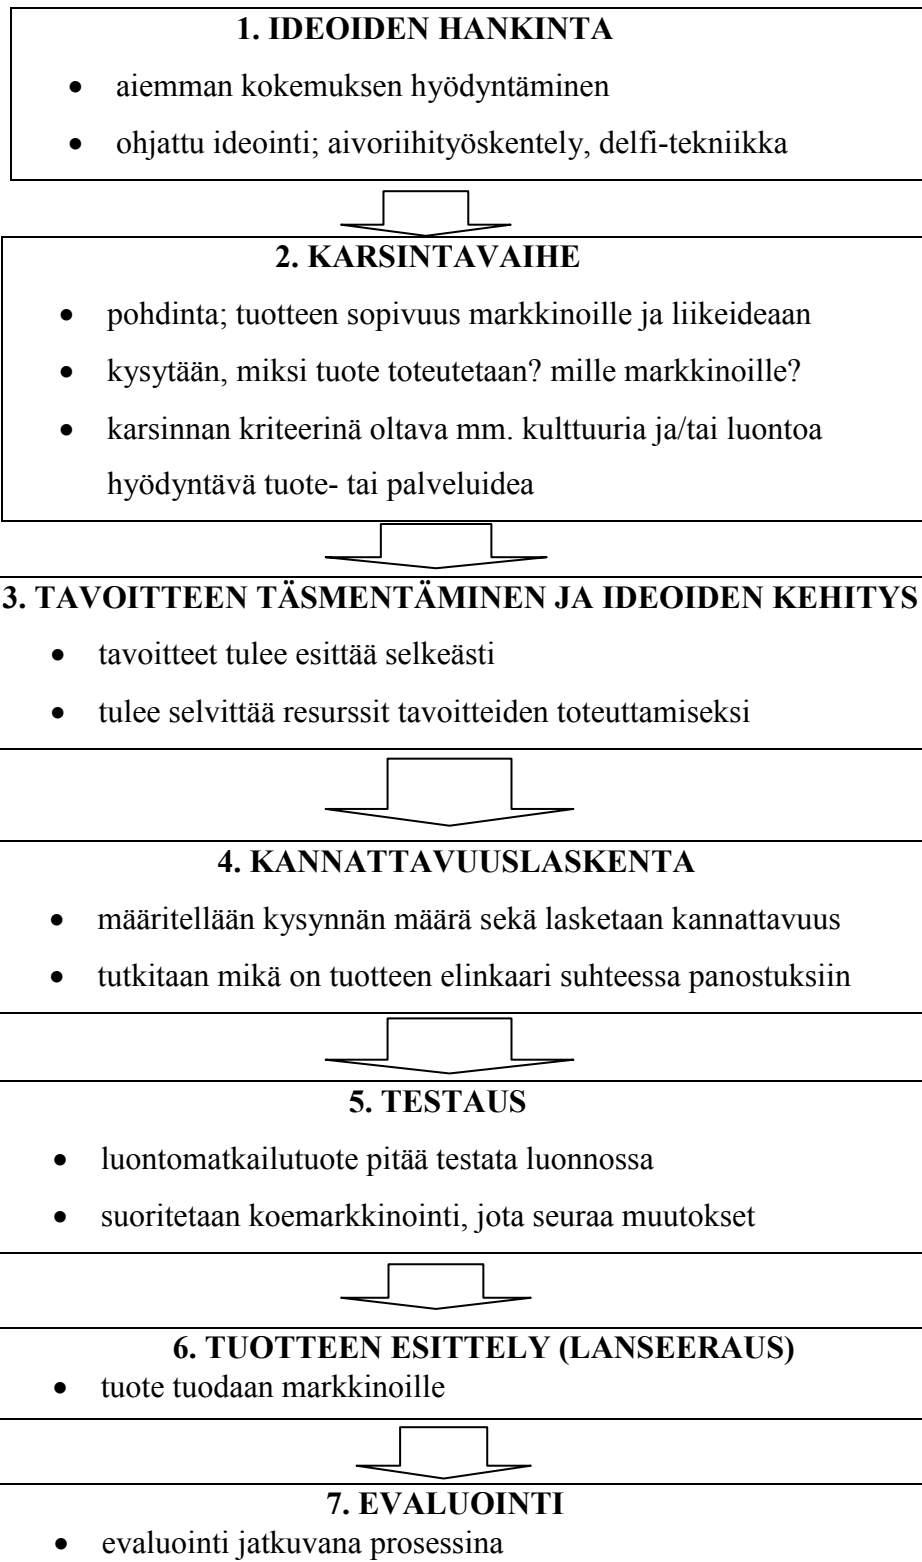 1. IDEOIDEN HANKINTA
• aiemman kokemuksen hyödyntäminen
• ohjattu ideointi; aivoriihityöskentely, delfi-tekniikka
2. KARSINTAVAIHE
• pohdinta; tuotteen sopivuus markkinoille ja liikeideaan
• kysytään, miksi tuote toteutetaan? mille markkinoille?
• karsinnan kriteerinä oltava mm. kulttuuria ja/tai luontoa
hyödyntävä tuote- tai palveluidea
3. TAVOITTEEN TÄSMENTÄMINEN JA IDEOIDEN KEHITYS
• tavoitteet tulee esittää selkeästi
• tulee selvittää resurssit tavoitteiden toteuttamiseksi
4. KANNATTAVUUSLASKENTA
• määritellään kysynnän määrä sekä lasketaan kannattavuus
• tutkitaan mikä on tuotteen elinkaari suhteessa panostuksiin
5. TESTAUS
• luontomatkailutuote pitää testata luonnossa
• suoritetaan koemarkkinointi, jota seuraa muutokset
6. TUOTTEEN ESITTELY (LANSEERAUS)
• tuote tuodaan markkinoille
7. EVALUOINTI
• evaluointi jatkuvana prosessina